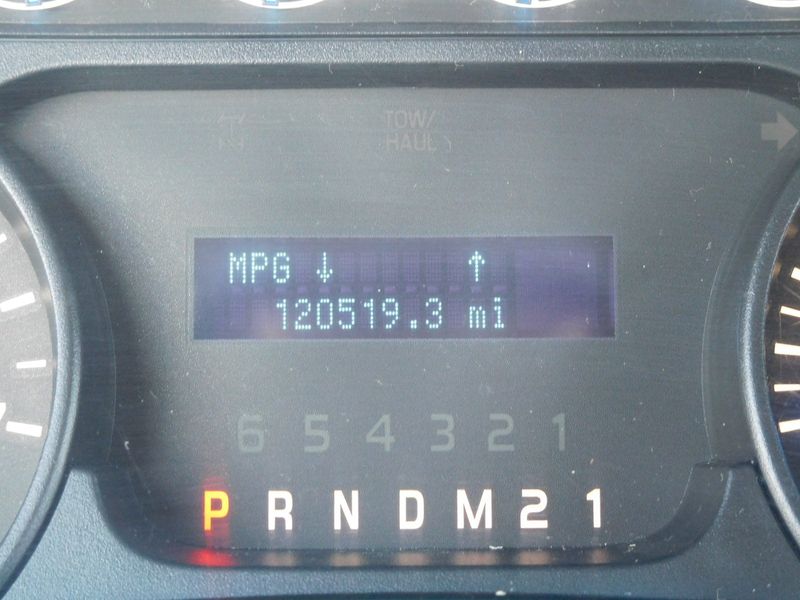 TOW/
HAUL
MPG ↓ ↑
120519.3 mi
6 5 4 3 2 1
P R N D M 2 1